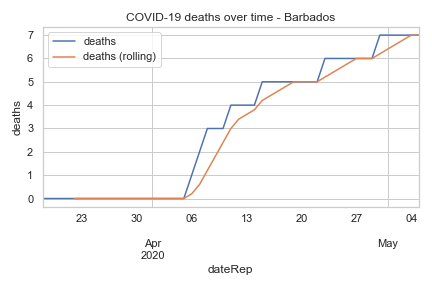 COVID-19 deaths over time - Barbados
deaths
deaths (rolling)
deaths
7
6
5
4
3
2
1
0
23 30 06 13 20 27 04
Apr May
2020
dateRep